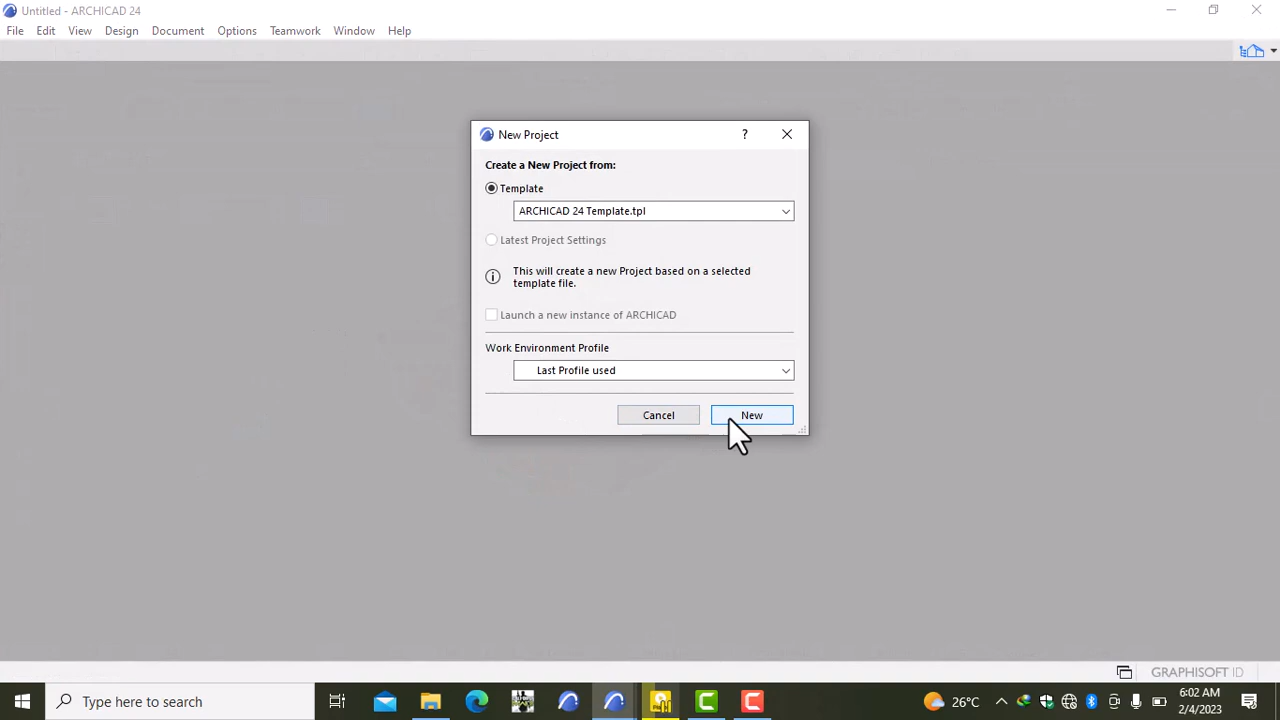 Untitled - ARCHICAD 24
File Edit View Design Document Options Teamwork Window Help
New Project
?
Create a New Project from:
Template
ARCHICAD 24 Template.tpl
Latest Project Settings
This will create a new Project based on a selected
template file.
Launch a new instance of ARCHICAD
Work Environment Profile
Last Profile used
Cancel New
GRAPHISOFT ID
Type here to search
26°C
6:02 AM
2/4/2023